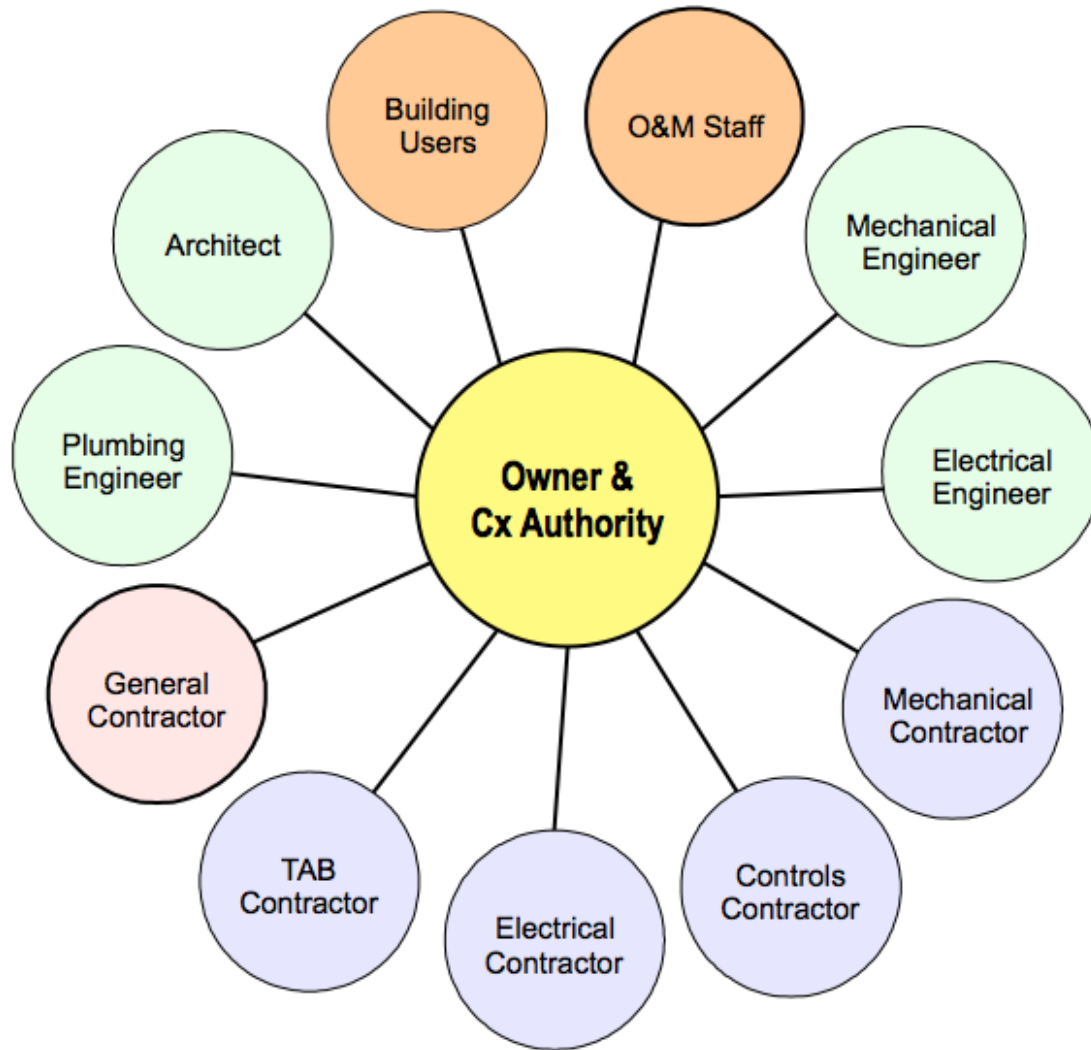 Building
Users
O&M Staff
Architect
Mechanical
Engineer
Plumbing
Engineer
Owner &
Cx Authority
Electrical
Engineer
General
Contractor
Mechanical
Contractor
TAB
Contractor
Controls
Contractor
Electrical
Contractor